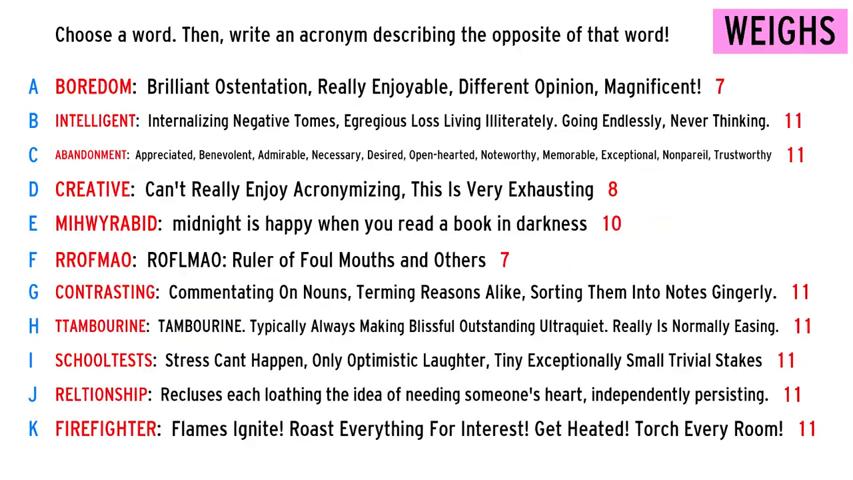 Choose a word. Then, write an acronym describing the opposite of that word!
WEIGHS
A BOREDOM: Brilliant Ostentation, Really Enjoyable, Different Opinion, Magnificent! 7
B INTELLIGENT: Internalizing Negative Tomes, Egregious Loss Living Illiterately. Going Endlessly, Never Thinking. 11
C ABANDONMENT: Appreciated, Benevolent, Admirable, Necessary, Desired, Open-hearted, Noteworthy, Memorable, Exceptional, Nonpareil, Trustworthy 11
D CREATIVE: Can't Really Enjoy Acronymizing, This Is Very Exhausting 8
E MIHWYRABID: midnight is happy when you read a book in darkness 10
F RROFMAO: ROFLMAO: Ruler of Foul Mouths and Others 7
G CONTRASTING: Commentating On Nouns, Terming Reasons Alike, Sorting Them Into Notes Gingerly. 11
H TTAMBOURINE: TAMBOURINE. Typically Always Making Blissful Outstanding Ultraquiet. Really Is Normally Easing. 11
I SCHOOLTESTS: Stress Cant Happen, Only Optimistic Laughter, Tiny Exceptionally Small Trivial Stakes 11
J RELTIONSHIP: Recluses each loathing the idea of needing someone's heart, independently persisting. 11
K FIREFIGHTER: Flames Ignite! Roast Everything For Interest! Get Heated! Torch Every Room! 11